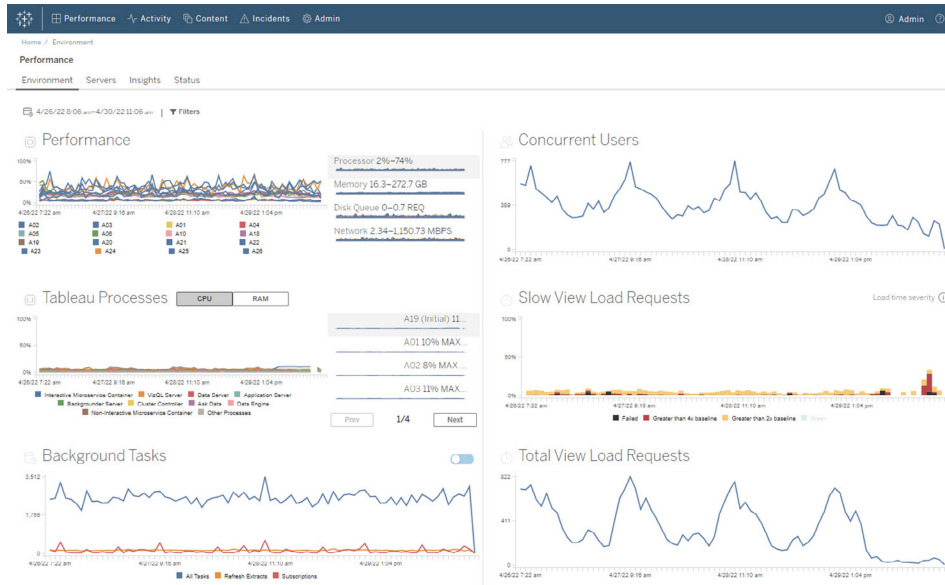 Performance Activity Content Incidents Admin Admin
Home / Environment
Performance
Environment Servers Insights Status
4/26/22 8:06 am–4/30/22 11:06 am | Filters
Performance
100%
50%
0%
4/26/22 7:22 am 4/27/22 9:16 am 4/28/22 11:10 am 4/29/22 1:04 pm
A02 A03 A01 A04
A05 A06 A10 A18
A19 A20 A21 A22
A23 A24 A25 A26
Processor 2%–74%
Memory 16.3–272.7 GB
Disk Queue 0–0.7 REQ
Network 2.34–1,150.73 MBPS
Concurrent Users
777
389
0
4/26/22 7:22 am 4/27/22 9:16 am 4/28/22 11:10 am 4/29/22 1:04 pm
Tableau Processes CPU RAM
100%
50%
0%
4/26/22 7:22 am 4/27/22 9:16 am 4/28/22 11:10 am 4/29/22 1:04 pm
Interactive Microservice Container VizQL Server Data Server Application Server
Backgrounder Server Cluster Controller Ask Data Data Engine
Non-Interactive Microservice Container Other Processes
A19 (Initial) 11...
A01 10% MAX...
A02 8% MAX...
A03 11% MAX...
Prev 1/4 Next
Slow View Load Requests Load time severity
100%
50%
0%
4/26/22 7:22 am 4/27/22 9:16 am 4/28/22 11:10 am 4/29/22 1:04 pm
Failed Greater than 4x baseline Greater than 2x baseline Green
Background Tasks
3,512
1,756
0
4/26/22 7:22 am 4/27/22 9:16 am 4/28/22 11:10 am 4/29/22 1:04 pm
All Tasks Refresh Extracts Subscriptions
Total View Load Requests
822
411
0
4/26/22 7:22 am 4/27/22 9:16 am 4/28/22 11:10 am 4/29/22 1:04 pm